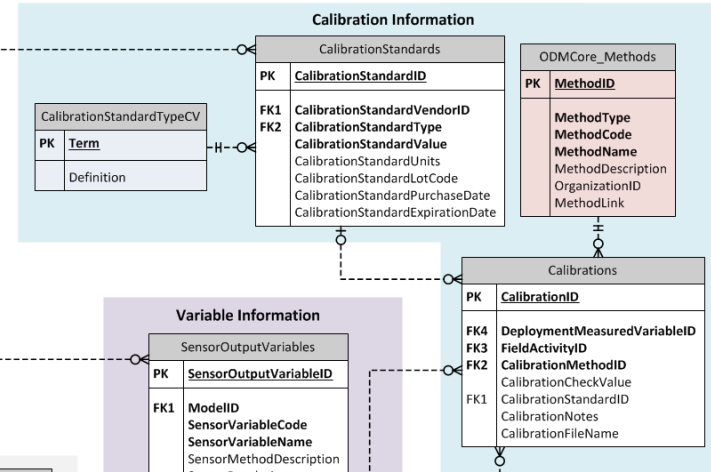 Calibration Information
CalibrationStandards
PK CalibrationStandardID
FK1 CalibrationStandardVendorID
FK2 CalibrationStandardType
CalibrationStandardValue
CalibrationStandardUnits
CalibrationStandardLotCode
CalibrationStandardPurchaseDate
CalibrationStandardExpirationDate
ODMCore_Methods
PK MethodID
MethodType
MethodCode
MethodName
MethodDescription
OrganizationID
MethodLink
CalibrationStandardTypeCV
PK Term
Definition
Calibrations
PK CalibrationID
FK4 DeploymentMeasuredVariableID
FK3 FieldActivityID
FK2 CalibrationMethodID
CalibrationCheckValue
FK1 CalibrationStandardID
CalibrationNotes
CalibrationFileName
Variable Information
SensorOutputVariables
PK SensorOutputVariableID
FK1 ModelID
SensorVariableCode
SensorVariableName
SensorMethodDescription